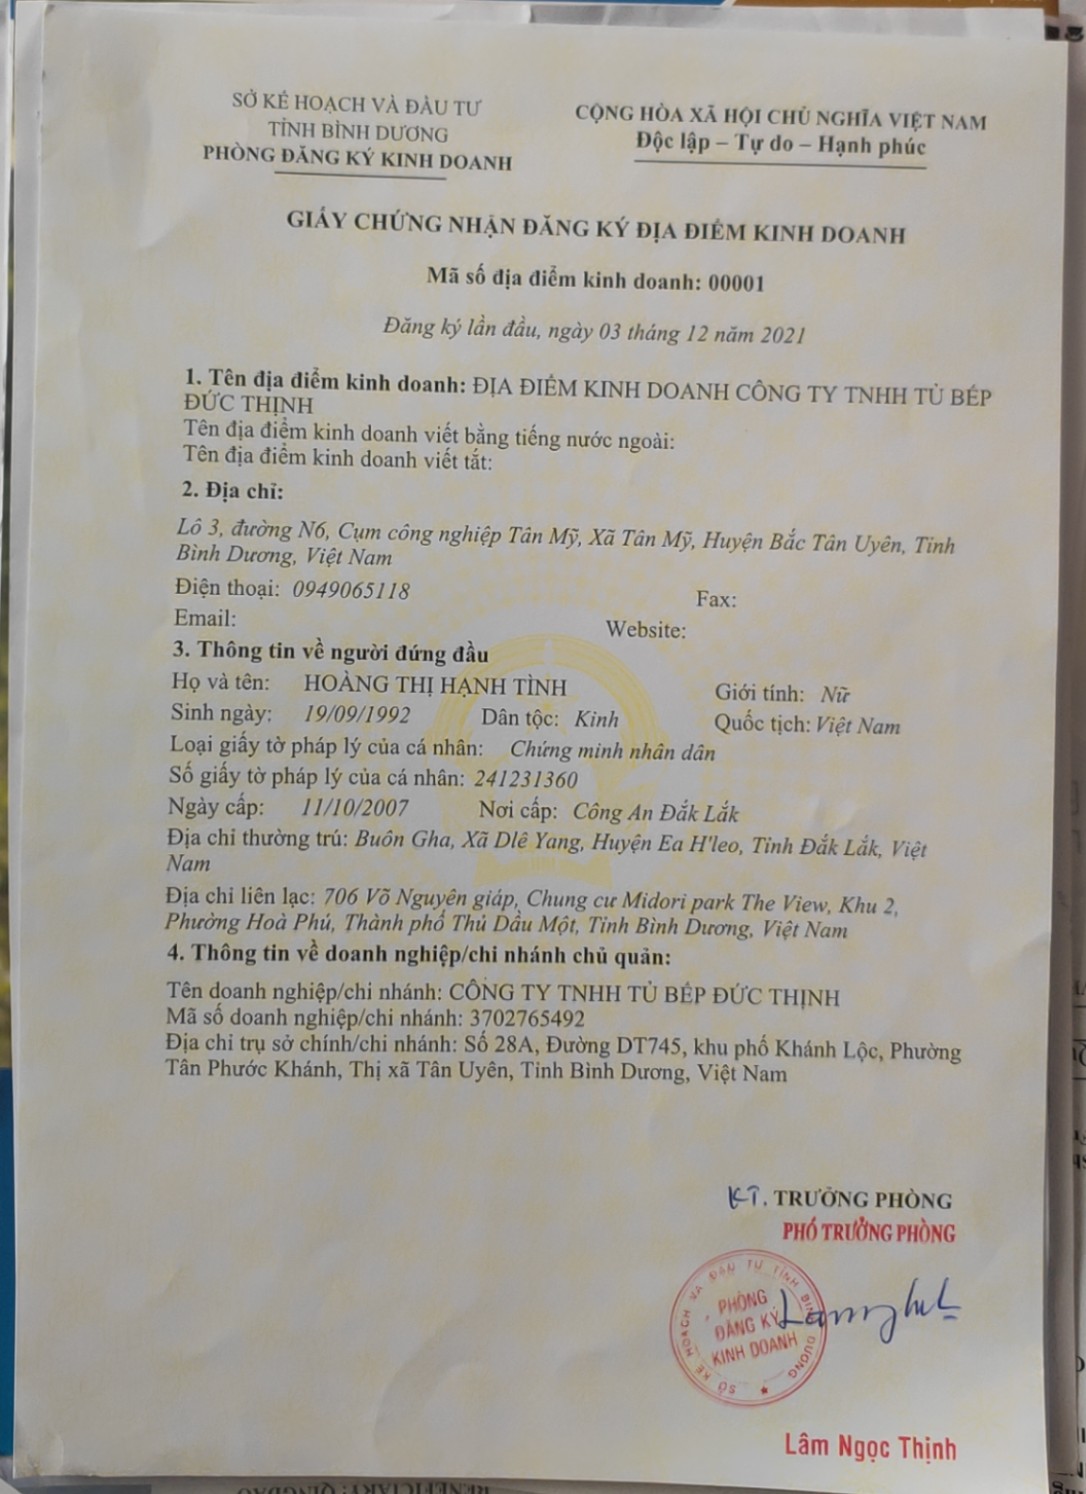 SỞ KẾ HOẠCH VÀ ĐẦU TƯ
TỈNH BÌNH DƯƠNG
PHÒNG ĐĂNG KÝ KINH DOANH
CỘNG HÒA XÃ HỘI CHỦ NGHĨA VIỆT NAM
Độc lập – Tự do – Hạnh phúc
GIẤY CHỨNG NHẬN ĐĂNG KÝ ĐỊA ĐIỂM KINH DOANH
Mã số địa điểm kinh doanh: 00001
Đăng ký lần đầu, ngày 03 tháng 12 năm 2021
1. Tên địa điểm kinh doanh: ĐỊA ĐIỂM KINH DOANH CÔNG TY TNHH TỦ BẾP
ĐỨC THỊNH
Tên địa điểm kinh doanh viết bằng tiếng nước ngoài:
Tên địa điểm kinh doanh viết tắt:
2. Địa chỉ:
Lô 3, đường N6, Cụm công nghiệp Tân Mỹ, Xã Tân Mỹ, Huyện Bắc Tân Uyên, Tỉnh
Bình Dương, Việt Nam
Điện thoại: 0949065118 Fax:
Email: Website:
3. Thông tin về người đứng đầu
Họ và tên: HOÀNG THỊ HẠNH TÌNH Giới tính: Nữ
Sinh ngày: 19/09/1992 Dân tộc: Kinh Quốc tịch: Việt Nam
Loại giấy tờ pháp lý của cá nhân: Chứng minh nhân dân
Số giấy tờ pháp lý của cá nhân: 241231360
Ngày cấp: 11/10/2007 Nơi cấp: Công An Đắk Lắk
Địa chỉ thường trú: Buôn Gha, Xã Dlê Yang, Huyện Ea H'leo, Tỉnh Đắk Lắk, Việt
Nam
Địa chỉ liên lạc: 706 Võ Nguyên giáp, Chung cư Midori park The View, Khu 2,
Phường Hoà Phú, Thành phố Thủ Dầu Một, Tỉnh Bình Dương, Việt Nam
4. Thông tin về doanh nghiệp/chi nhánh chủ quản:
Tên doanh nghiệp/chi nhánh: CÔNG TY TNHH TỦ BẾP ĐỨC THỊNH
Mã số doanh nghiệp/chi nhánh: 3702765492
Địa chỉ trụ sở chính/chi nhánh: Số 28A, Đường DT745, khu phố Khánh Lộc, Phường
Tân Phước Khánh, Thị xã Tân Uyên, Tỉnh Bình Dương, Việt Nam
KT. TRƯỞNG PHÒNG
PHÓ TRƯỞNG PHÒNG
SỞ KẾ HOẠCH VÀ ĐẦU TƯ TỈNH BÌNH DƯƠNG
PHÒNG
ĐĂNG KÝ
KINH DOANH
Lâm Ngọc Thịnh
BENEFICIARY: QINGDAO